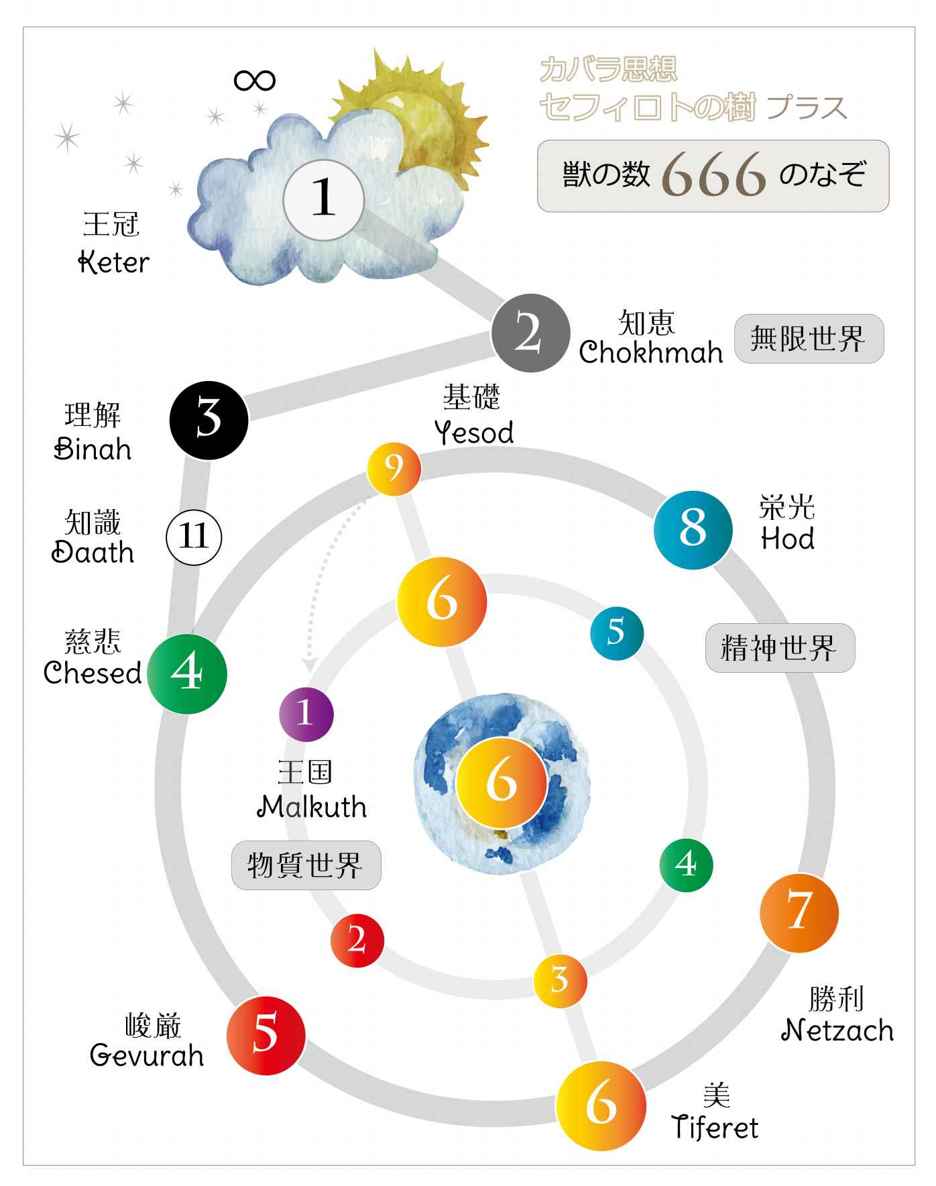 ∞
カバラ思想
セフィロトの樹 プラス
獣の数 666 のなぞ
1
王冠
Keter
2
知恵
Chokhmah
無限世界
3
理解
Binah
基礎
Yesod
9
11
知識
Daath
8
栄光
Hod
6
5
精神世界
4
慈悲
Chesed
1
王国
Malkuth
6
物質世界
4
7
勝利
Netzach
2
3
5
峻厳
Gevurah
6
美
Tiferet